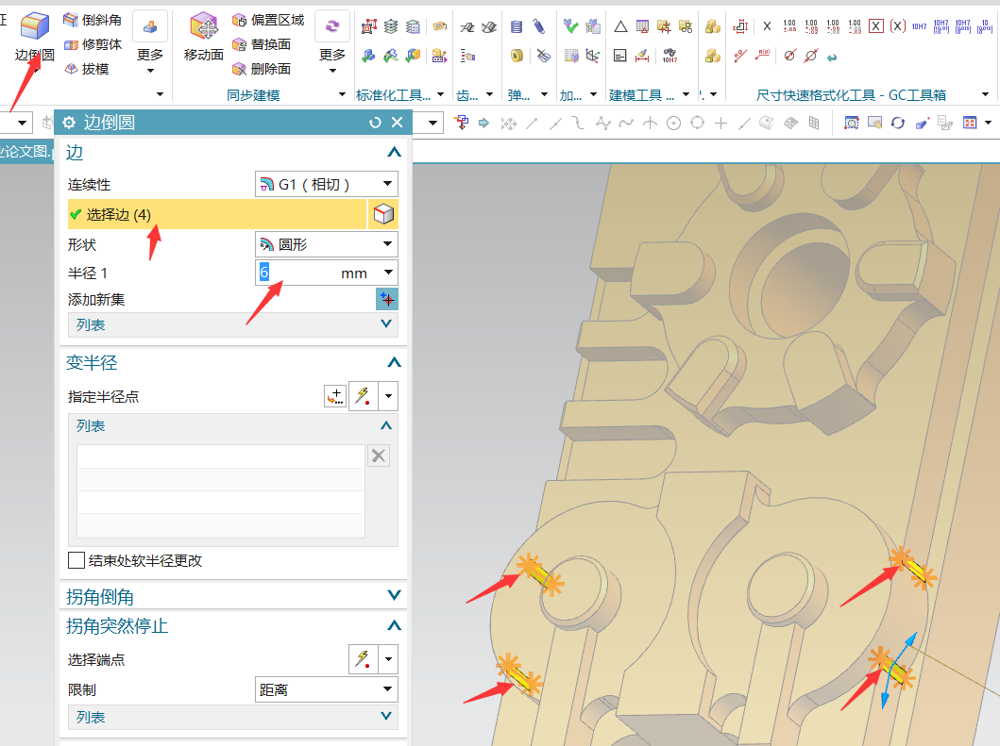 边倒圆
倒斜角
修剪体
拔模
更多
移动面
偏置区域
替换面
删除面
更多
同步建模
标准化工具...
齿...
弹...
加...
建模工具 ...
尺寸快速格式化工具 - GC工具箱
论文图.
边倒圆
边
连续性
G1 ( 相切 )
选择边 (4)
形状
圆形
半径 1
6
mm
添加新集
列表
变半径
指定半径点
列表
结束处软半径更改
拐角倒角
拐角突然停止
选择端点
限制
距离
列表